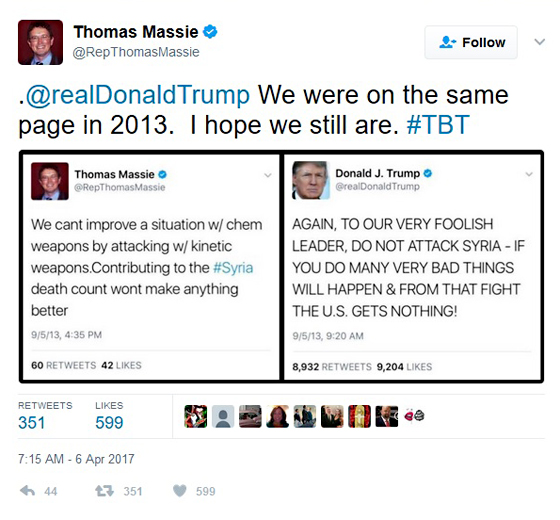 Thomas Massie
@RepThomasMassie
Follow
.@realDonaldTrump We were on the same
page in 2013. I hope we still are. #TBT
Thomas Massie
@RepThomasMassie
We cant improve a situation w/ chem
weapons by attacking w/ kinetic
weapons.Contributing to the #Syria
death count wont make anything
better
9/5/13, 4:35 PM
60 RETWEETS 42 LIKES
Donald J. Trump
@realDonaldTrump
AGAIN, TO OUR VERY FOOLISH
LEADER, DO NOT ATTACK SYRIA - IF
YOU DO MANY VERY BAD THINGS
WILL HAPPEN & FROM THAT FIGHT
THE U.S. GETS NOTHING!
9/5/13, 9:20 AM
8,932 RETWEETS 9,204 LIKES
RETWEETS LIKES
351 599
7:15 AM - 6 Apr 2017
44 351 599